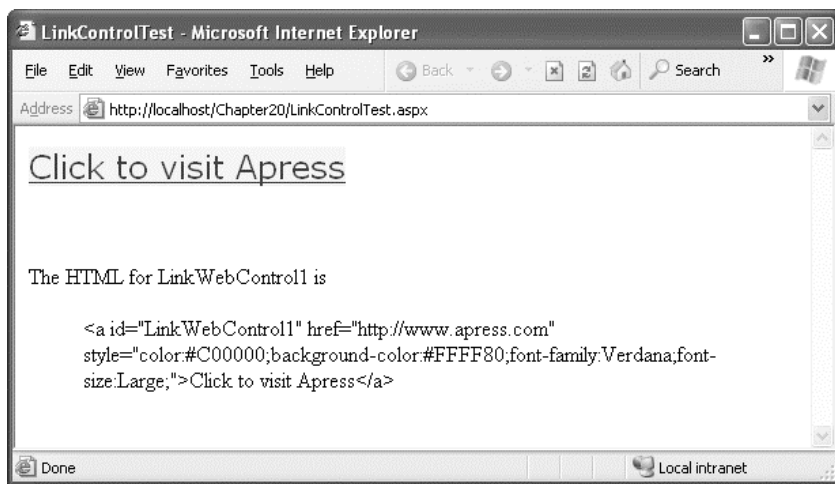 LinkControlTest - Microsoft Internet Explorer
File Edit View Favorites Tools Help Back Search »
Address http://localhost/Chapter20/LinkControlTest.aspx
Click to visit Apress
The HTML for LinkWebControl1 is
<a id="LinkWebControl1" href="http://www.apress.com"
style="color:#C00000;background-color:#FFFF80;font-family:Verdana;font-
size:Large;">Click to visit Apress</a>
Done Local intranet